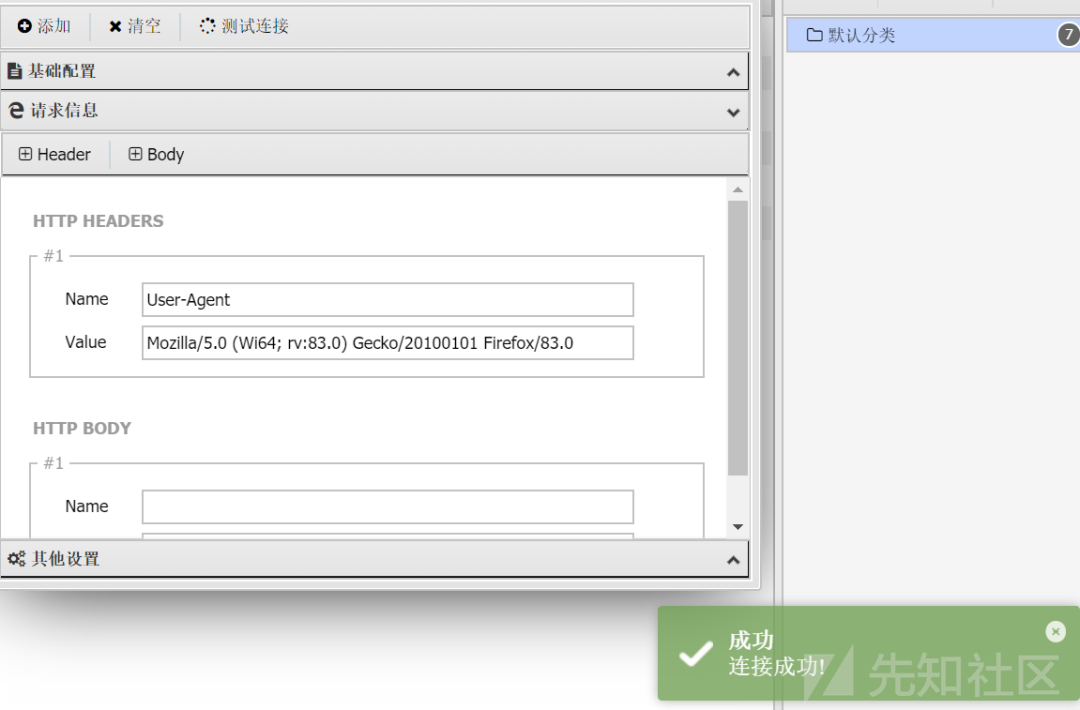 添加 清空 测试连接
默认分类 7
基础配置
请求信息
Header Body
HTTP HEADERS
#1
Name User-Agent
Value Mozilla/5.0 (Wi64; rv:83.0) Gecko/20100101 Firefox/83.0
HTTP BODY
#1
Name
其他设置
成功
连接成功!
先知社区